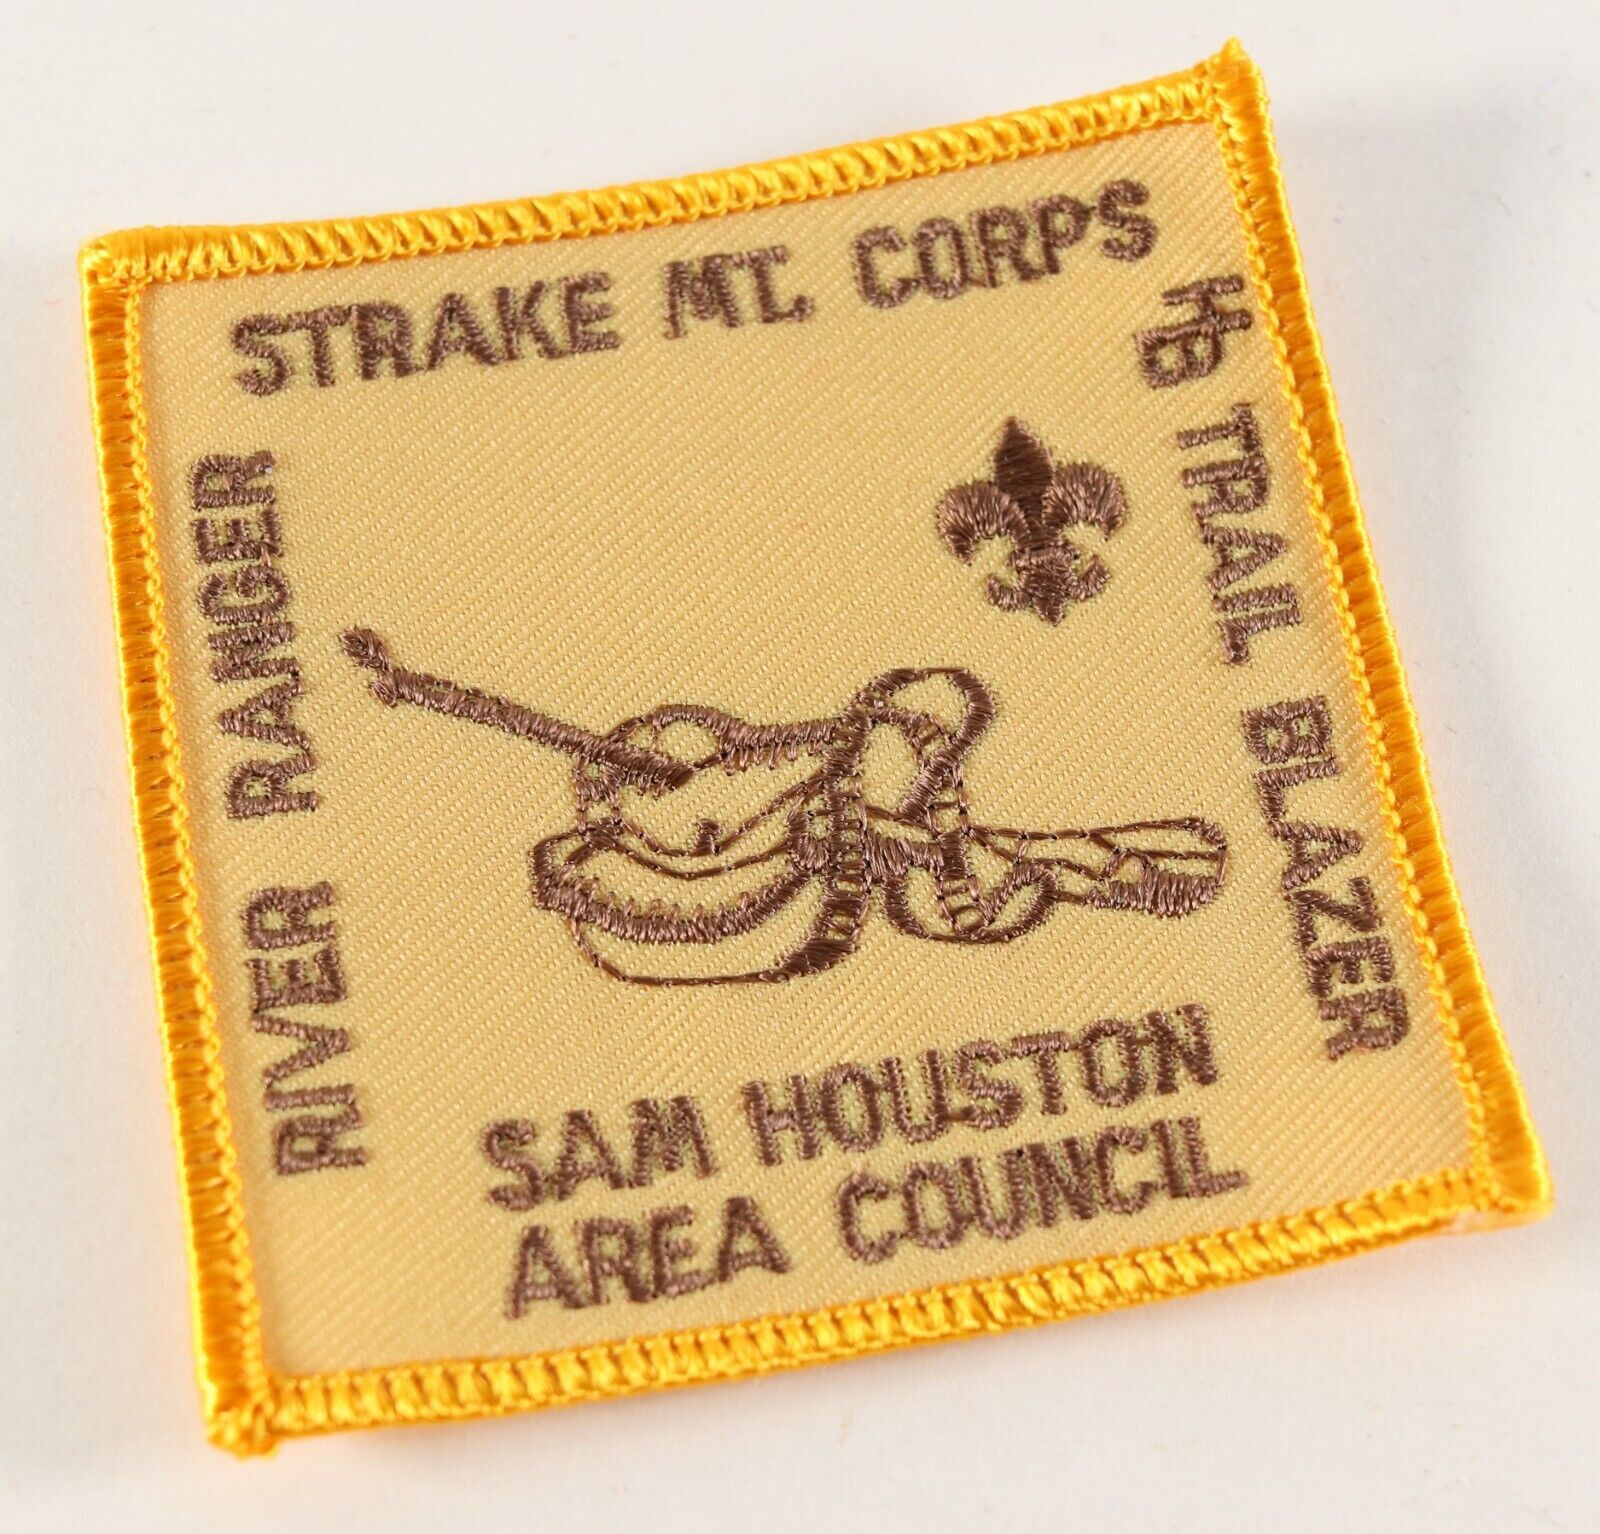 STRAKE MT. CORPS
HB TRAIL BLAZER
RIVER RANGER
SAM HOUSTON
AREA COUNCIL